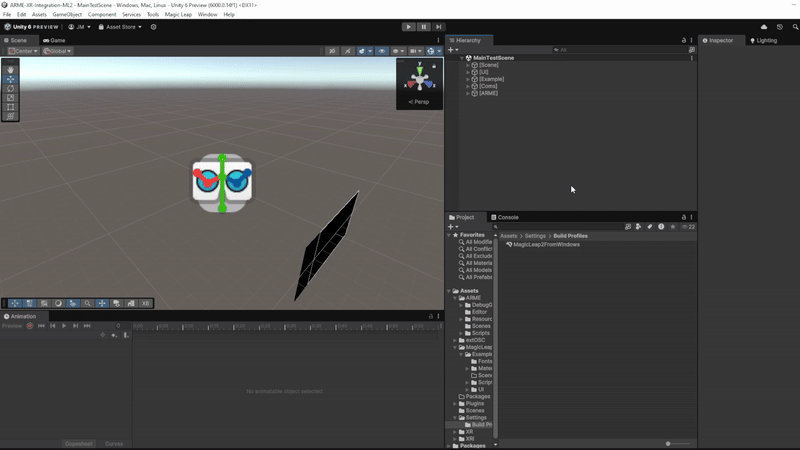 ARME-XR-Integration-ML2 - MainTestScene - Windows, Mac, Linux - Unity 6 Preview (6000.0.14f1) <DX11>
File Edit Assets GameObject Component Services Tools Magic Leap Window Help
Unity 6 PREVIEW JM Asset Store
Scene Game
Center Global
Persp
Hierarchy
All
MainTestScene
[Scene]
[UI]
[Example]
[Coms]
[ARME]
Inspector Lighting
Project Console
22
Favorites
All Modifie
All Conflic
All Exclude
All Materia
All Models
All Prefabs
Assets
ARME
DebugG
Editor
Resourc
Scenes
Scripts
extOSC
MagicLeap
Example
Fonts
Mater
Scen
Script
UI
Packages
Plugins
Scenes
Settings
Build Pr
XR
XRI
Packages
Assets > Settings > Build Profiles
MagicLeap2FromWindows
XR
Animation
Preview
0
No animatable object selected.
Dopesheet Curves